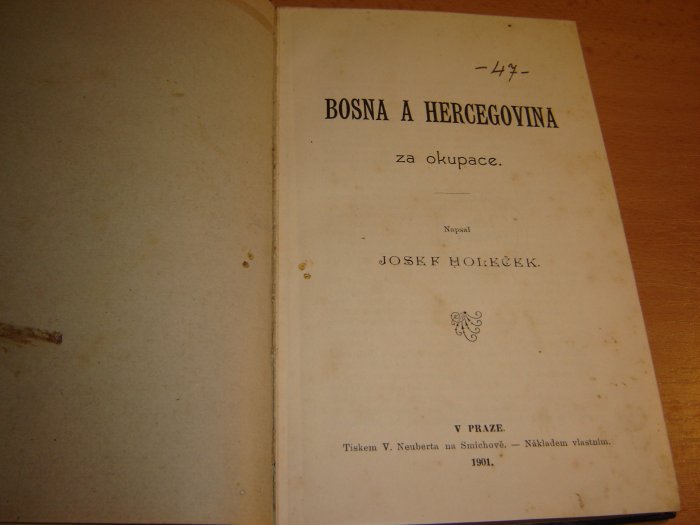 -47-
BOSNA A HERCEGOVINA
za okupace.
Napsal
JOSEF HOLEČEK.
V PRAZE.
Tiskem V. Neuberta na Smíchově. — Nákladem vlastním.
1901.